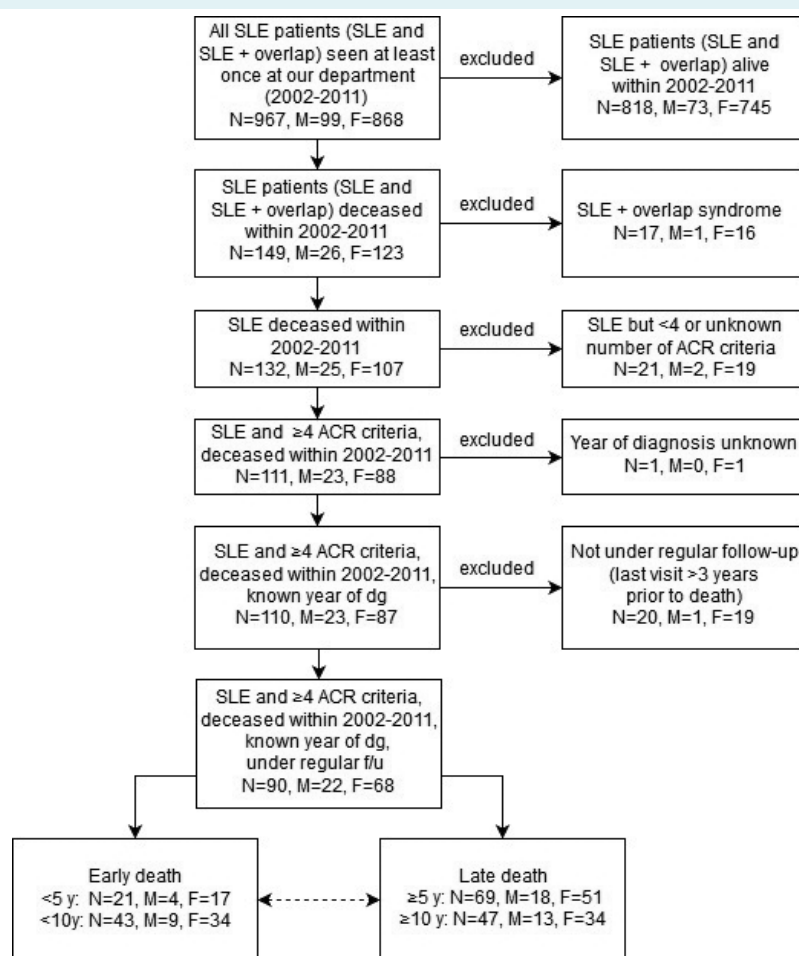 All SLE patients (SLE and
SLE + overlap) seen at least
once at our department
(2002-2011)
N=967, M=99, F=868
excluded
SLE patients (SLE and
SLE + overlap) alive
within 2002-2011
N=818, M=73, F=745
SLE patients (SLE and
SLE + overlap) deceased
within 2002-2011
N=149, M=26, F=123
excluded
SLE + overlap syndrome
N=17, M=1, F=16
SLE deceased within
2002-2011
N=132, M=25, F=107
excluded
SLE but <4 or unknown
number of ACR criteria
N=21, M=2, F=19
SLE and ≥4 ACR criteria,
deceased within 2002-2011
N=111, M=23, F=88
excluded
Year of diagnosis unknown
N=1, M=0, F=1
SLE and ≥4 ACR criteria,
deceased within 2002-2011,
known year of dg
N=110, M=23, F=87
excluded
Not under regular follow-up
(last visit >3 years
prior to death)
N=20, M=1, F=19
SLE and ≥4 ACR criteria,
deceased within 2002-2011,
known year of dg,
under regular f/u
N=90, M=22, F=68
Early death
<5 y: N=21, M=4, F=17
<10y: N=43, M=9, F=34
Late death
≥5 y: N=69, M=18, F=51
≥10 y: N=47, M=13, F=34